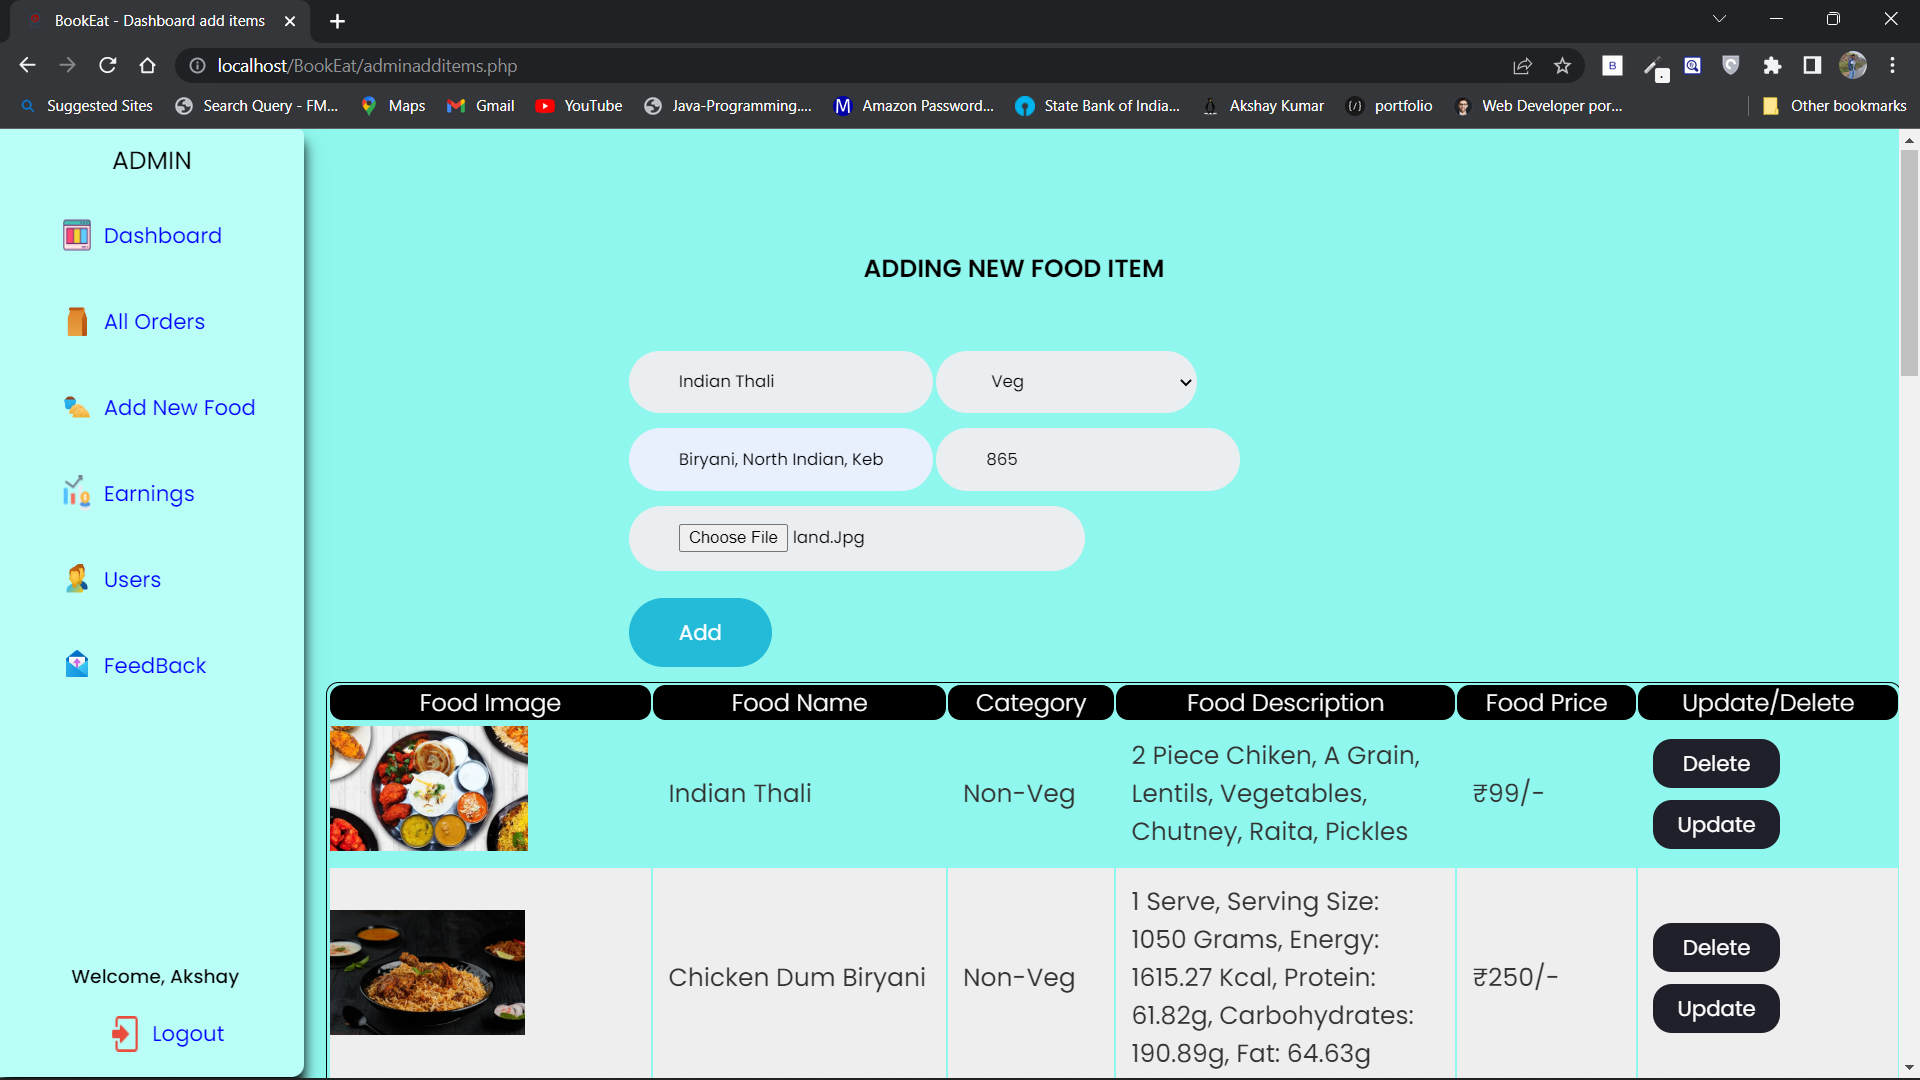 BookEat - Dashboard add items
localhost/BookEat/adminadditems.php
B
Suggested Sites
Search Query - FM...
Maps
Gmail
YouTube
Java-Programming....
M Amazon Password...
State Bank of India...
Akshay Kumar
portfolio
Web Developer por...
Other bookmarks
ADMIN
Dashboard
All Orders
Add New Food
Earnings
Users
FeedBack
Welcome, Akshay
Logout
ADDING NEW FOOD ITEM
Indian Thali
Veg
Biryani, North Indian, Keb
865
Choose File land.Jpg
Add
Food Image Food Name Category Food Description Food Price Update/Delete
Indian Thali
Non-Veg
2 Piece Chiken, A Grain,
Lentils, Vegetables,
Chutney, Raita, Pickles
₹99/-
Delete
Update
Chicken Dum Biryani
Non-Veg
1 Serve, Serving Size:
1050 Grams, Energy:
1615.27 Kcal, Protein:
61.82g, Carbohydrates:
190.89g, Fat: 64.63g
₹250/-
Delete
Update